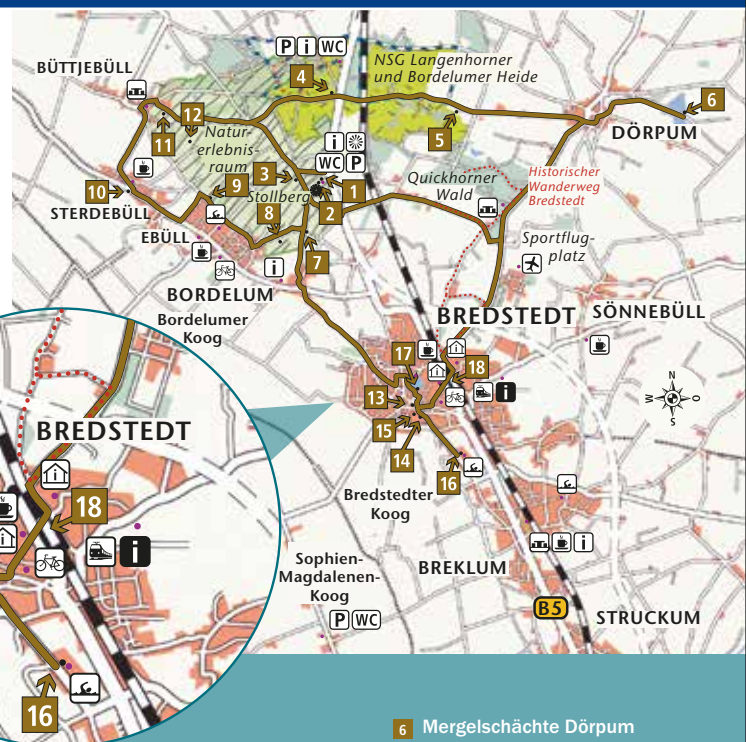 P i WC
NSG Langenhorner
und Bordelumer Heide
BÜTTJEBÜLL
4
6
12
11
Natur-
erlebnis-
raum
5
DÖRPUM
i
WC P
3
1
Quickhorner
Wald
Historischer
Wanderweg
Bredstedt
10
9
Stollberg
2
STERDEBÜLL
8
EBÜLL
7
Sportflug-
platz
i
BORDELUM
Bordelumer
Koog
BREDSTEDT
SÖNNEBÜLL
17
i
i
18
i
13
15
14
16
N
W O
S
BREDSTEDT
i
18
i
i
16
Bredstedter
Koog
Sophien-
Magdalenen-
Koog
P WC
BREKLUM
i
B5
STRUCKUM
6 Mergelschächte Dörpum